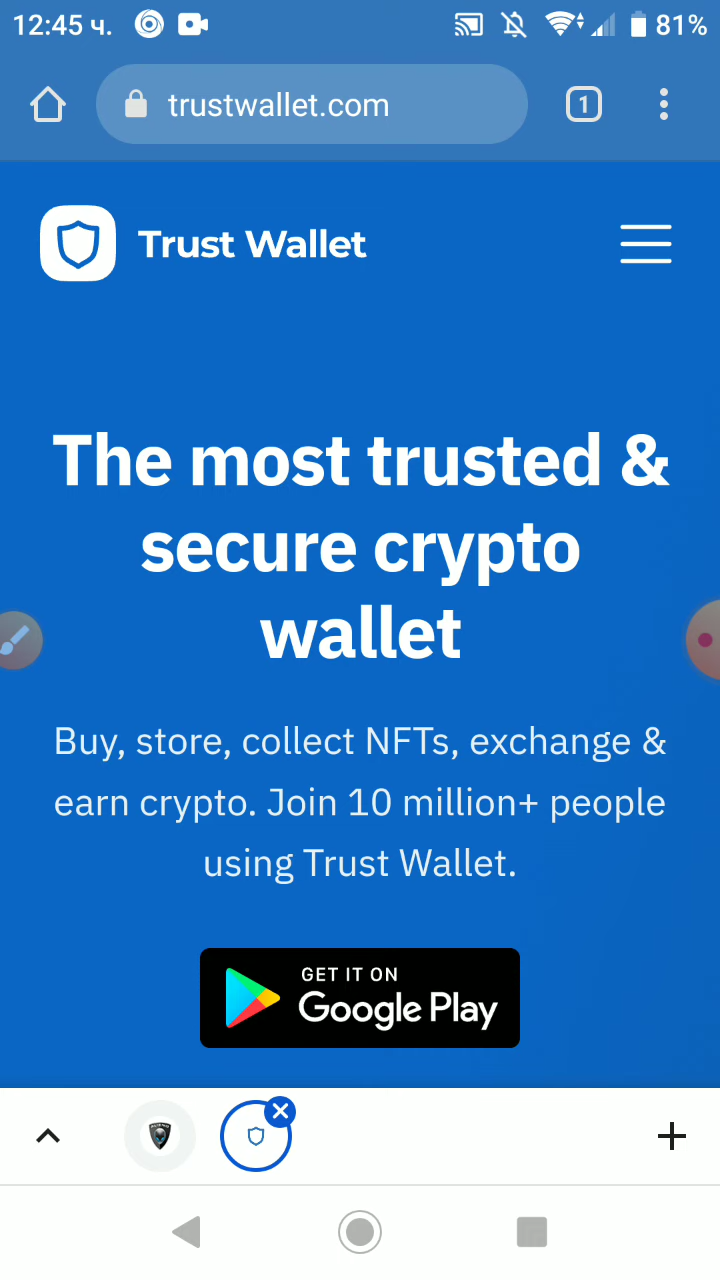 12:45 ч.
81%
trustwallet.com
1
Trust Wallet
The most trusted &
secure crypto
wallet
Buy, store, collect NFTs, exchange &
earn crypto. Join 10 million+ people
using Trust Wallet.
GET IT ON
Google Play